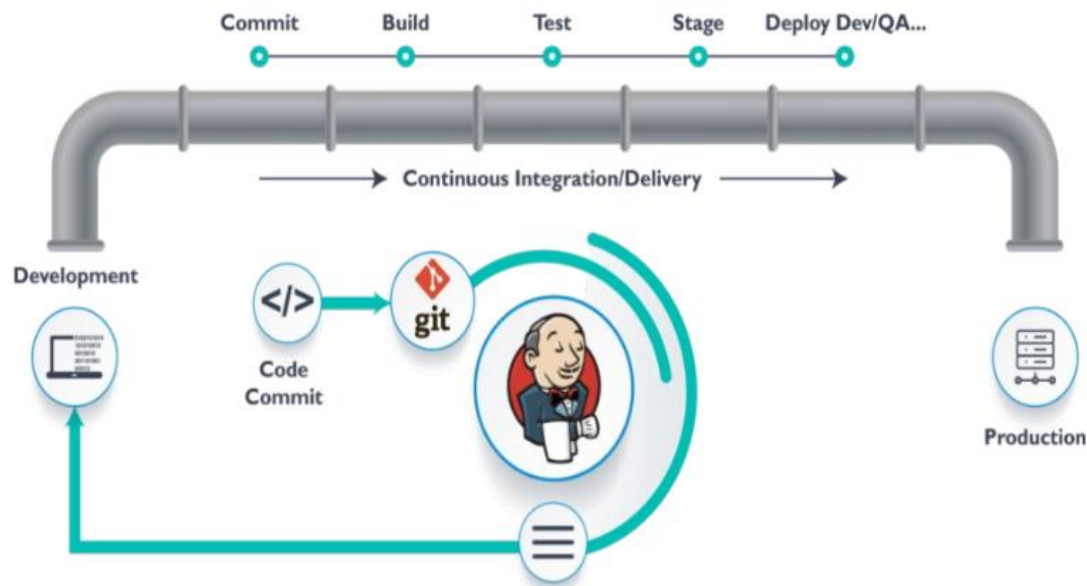 Commit
Build
Test
Stage
Deploy Dev/QA...
Continuous Integration/Delivery
Development
</>
git
Code
Commit
Production